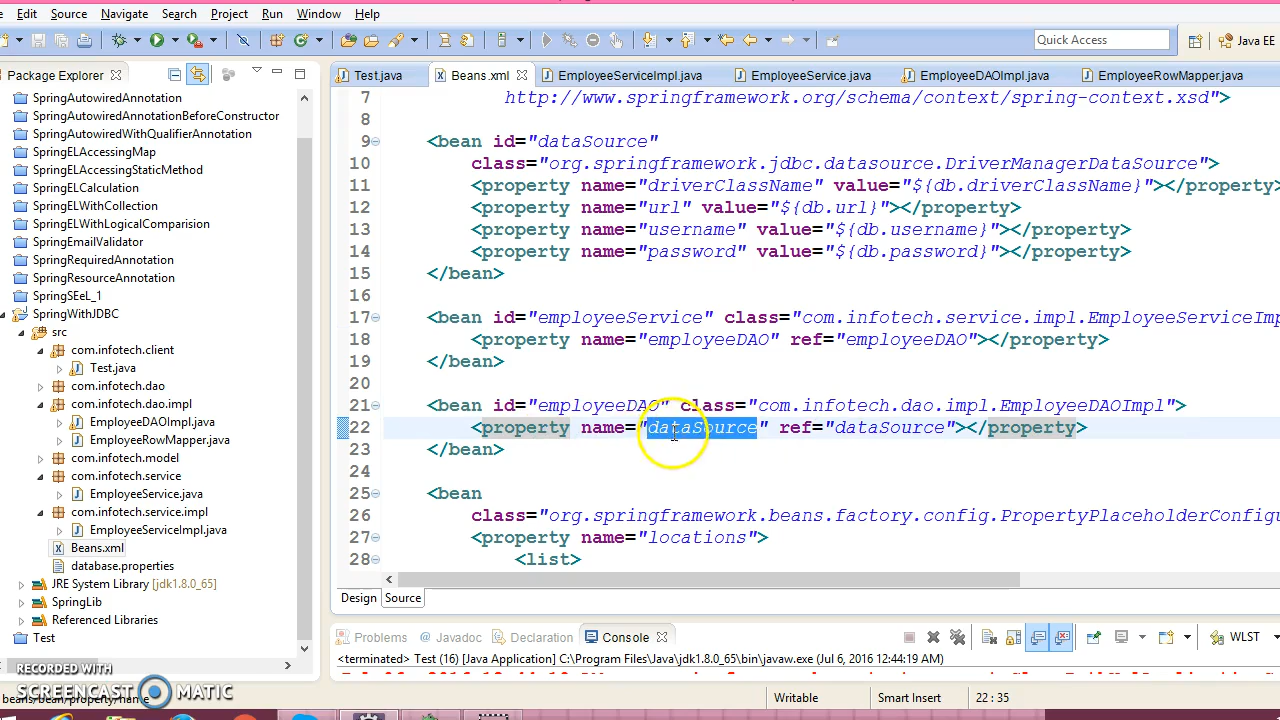 Edit Source Navigate Search Project Run Window Help
Quick Access
Java EE
Package Explorer
SpringAutowiredAnnotation
SpringAutowiredAnnotationBeforeConstructor
SpringAutowiredAnnotationWithQualifierAnnotation
SpringELAccessingMap
SpringELAccessingStaticMethod
SpringELCalculation
SpringELWithCollection
SpringELWithLogicalComparision
SpringEmailValidator
SpringRequiredAnnotation
SpringResourceAnnotation
SpringSEeL_1
SpringWithJDBC
src
com.infotech.client
Test.java
com.infotech.dao
com.infotech.dao.impl
EmployeeDAOImpl.java
EmployeeRowMapper.java
com.infotech.model
com.infotech.service
EmployeeService.java
com.infotech.service.impl
EmployeeServiceImpl.java
Beans.xml
database.properties
JRE System Library [jdk1.8.0_65]
SpringLib
Referenced Libraries
Test
Test.java Beans.xml EmployeeServiceImpl.java EmployeeService.java EmployeeDAOImpl.java EmployeeRowMapper.java
7 http://www.springframework.org/schema/context/spring-context.xsd">
8
9 <bean id="dataSource"
10 class="org.springframework.jdbc.datasource.DriverManagerDataSource">
11 <property name="driverClassName" value="${db.driverClassName}"></property>
12 <property name="url" value="${db.url}"></property>
13 <property name="username" value="${db.username}"></property>
14 <property name="password" value="${db.password}"></property>
15 </bean>
16
17 <bean id="employeeService" class="com.infotech.service.impl.EmployeeServiceImp
18 <property name="employeeDAO" ref="employeeDAO"></property>
19 </bean>
20
21 <bean id="employeeDAO" class="com.infotech.dao.impl.EmployeeDAOImpl">
22 <property name="dataSource" ref="dataSource"></property>
23 </bean>
24
25 <bean
26 class="org.springframework.beans.factory.config.PropertyPlaceholderConfigu
27 <property name="locations">
28 <list>
Design Source
Problems Javadoc Declaration Console
WLST
<terminated> Test (16) [Java Application] C:\Program Files\Java\jdk1.8.0_65\bin\javaw.exe (Jul 6, 2016 12:44:19 AM)
RECORDED WITH
SCREENCAST MATIC
beans/bean/property/name
Writable
Smart Insert
22 : 35